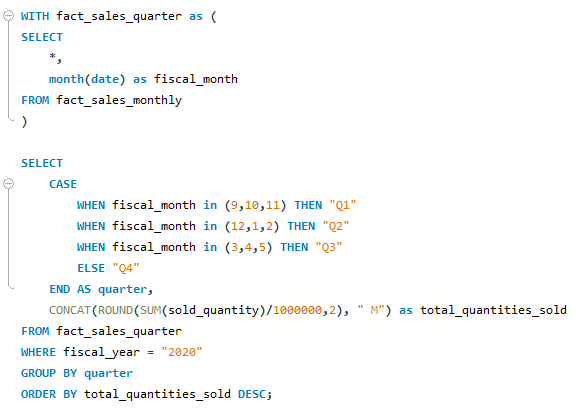 WITH fact_sales_quarter as (
SELECT
*,
month(date) as fiscal_month
FROM fact_sales_monthly
)
SELECT
CASE
WHEN fiscal_month in (9,10,11) THEN "Q1"
WHEN fiscal_month in (12,1,2) THEN "Q2"
WHEN fiscal_month in (3,4,5) THEN "Q3"
ELSE "Q4"
END AS quarter,
CONCAT(ROUND(SUM(sold_quantity)/1000000,2), " M") as total_quantities_sold
FROM fact_sales_quarter
WHERE fiscal_year = "2020"
GROUP BY quarter
ORDER BY total_quantities_sold DESC;